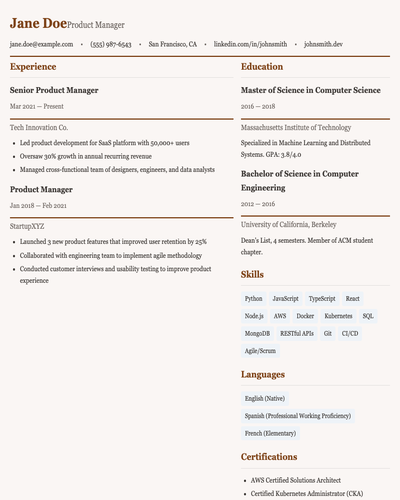 Jane Doe Product Manager
jane.doe@example.com • (555) 987-6543 • San Francisco, CA • linkedin.com/in/johnsmith • johnsmith.dev
Experience
Senior Product Manager
Mar 2021 — Present
Tech Innovation Co.
• Led product development for SaaS platform with 50,000+ users
• Oversaw 30% growth in annual recurring revenue
• Managed cross-functional team of designers, engineers, and data analysts
Product Manager
Jan 2018 — Feb 2021
StartupXYZ
• Launched 3 new product features that improved user retention by 25%
• Collaborated with engineering team to implement agile methodology
• Conducted customer interviews and usability testing to improve product
experience
Education
Master of Science in Computer Science
2016 — 2018
Massachusetts Institute of Technology
Specialized in Machine Learning and Distributed
Systems. GPA: 3.8/4.0
Bachelor of Science in Computer
Engineering
2012 — 2016
University of California, Berkeley
Dean's List, 4 semesters. Member of ACM student
chapter.
Skills
Python JavaScript TypeScript React
Node.js AWS Docker Kubernetes SQL
MongoDB RESTful APIs Git CI/CD
Agile/Scrum
Languages
English (Native)
Spanish (Professional Working Proficiency)
French (Elementary)
Certifications
• AWS Certified Solutions Architect
• Certified Kubernetes Administrator (CKA)